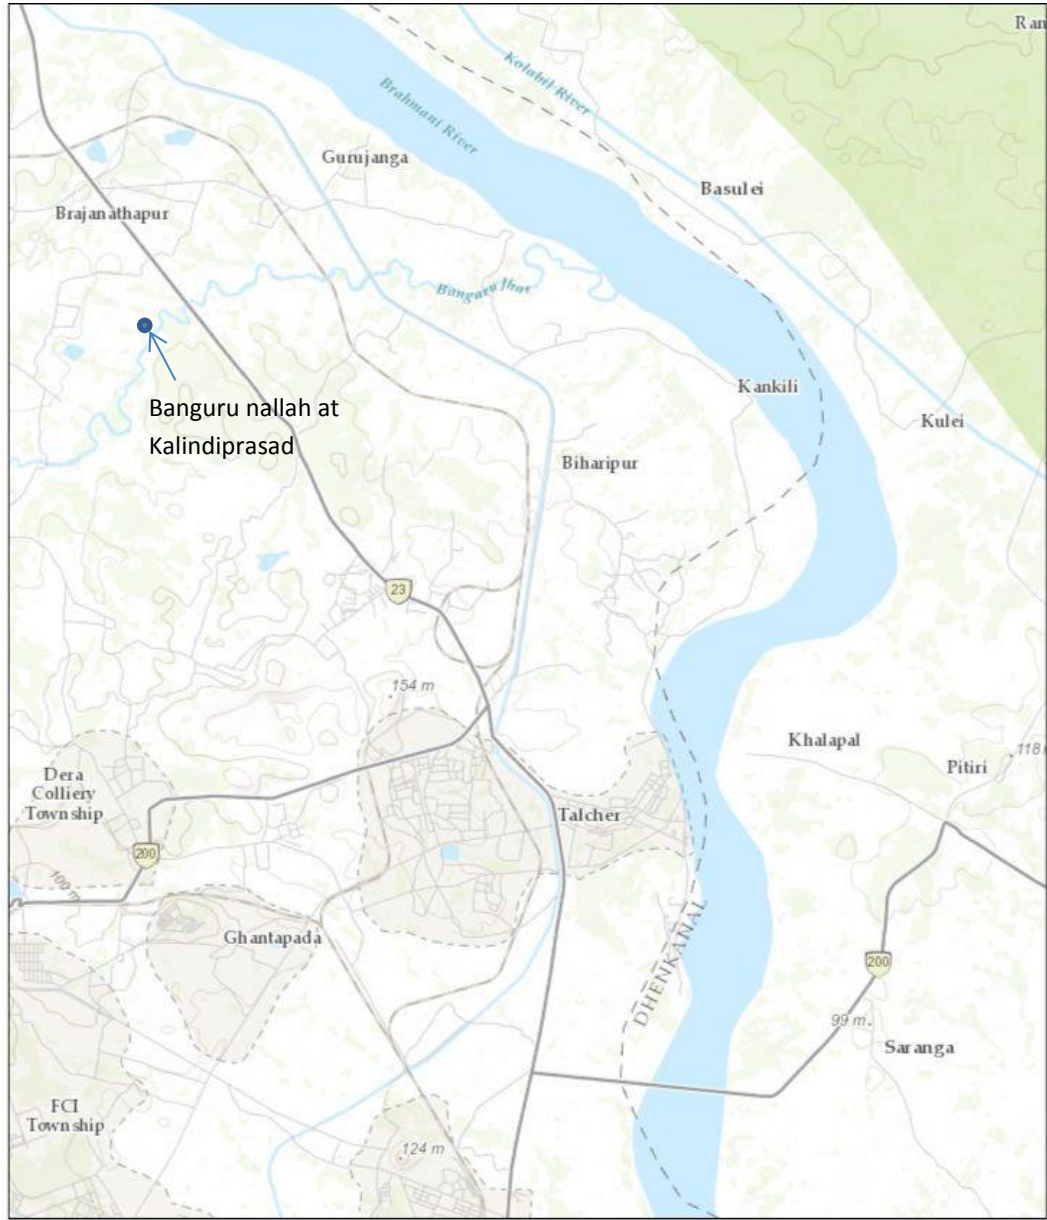 Ran
Kolabil River
Brahmani River
Gurujanga
Basulei
Brajanathapur
Bangaru Jhar
Kankili
Banguru nallah at
Kalindiprasad
Kulei
Biharipur
23
154 m
Khalapal
118
Pitiri
Dera
Colliery
Township
Talcher
200
100 m
Ghantapada
DHENKANAL
200
99 m
Saranga
FCI
Township
124 m